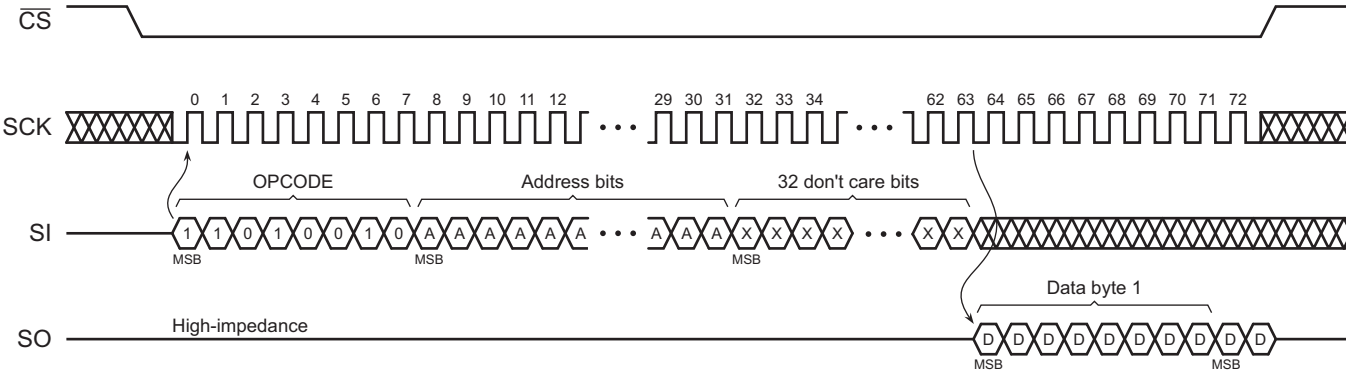 CS
0 1 2 3 4 5 6 7 8 9 10 11 12 29 30 31 32 33 34 62 63 64 65 66 67 68 69 70 71 72
SCK
OPCODE Address bits 32 don't care bits
SI 1 1 0 1 0 0 1 0 A A A A A A A A A X X X X X X
MSB MSB MSB
Data byte 1
High-impedance
SO D D D D D D D D D D
MSB MSB